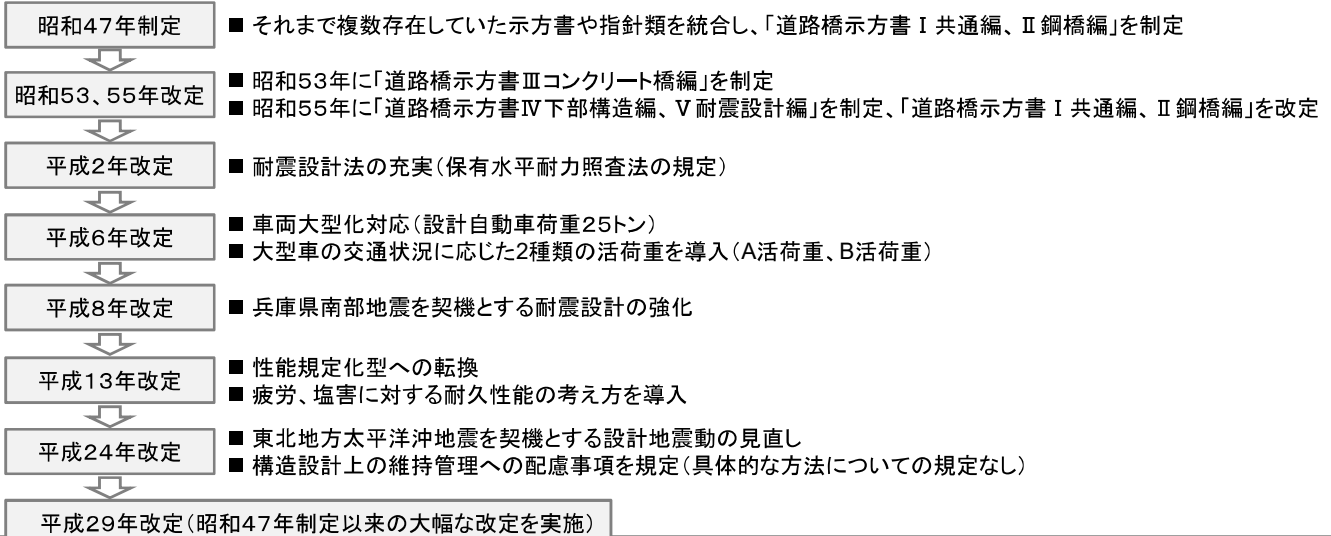 昭和47年制定
■ それまで複数存在していた示方書や指針類を統合し、「道路橋示方書Ⅰ共通編、Ⅱ鋼橋編」を制定
昭和53、55年改定
■ 昭和53年に「道路橋示方書Ⅲコンクリート橋編」を制定
■ 昭和55年に「道路橋示方書Ⅳ下部構造編、Ⅴ耐震設計編」を制定、「道路橋示方書Ⅰ共通編、Ⅱ鋼橋編」を改定
平成2年改定
■ 耐震設計法の充実（保有水平耐力照査法の規定）
平成6年改定
■ 車両大型化対応（設計自動車荷重25トン）
■ 大型車の交通状況に応じた2種類の活荷重を導入（A活荷重、B活荷重）
平成8年改定
■ 兵庫県南部地震を契機とする耐震設計の強化
平成13年改定
■ 性能規定化型への転換
■ 疲労、塩害に対する耐久性能の考え方を導入
平成24年改定
■ 東北地方太平洋沖地震を契機とする設計地震動の見直し
■ 構造設計上の維持管理への配慮事項を規定（具体的な方法についての規定なし）
平成29年改定（昭和47年制定以来の大幅な改定を実施）